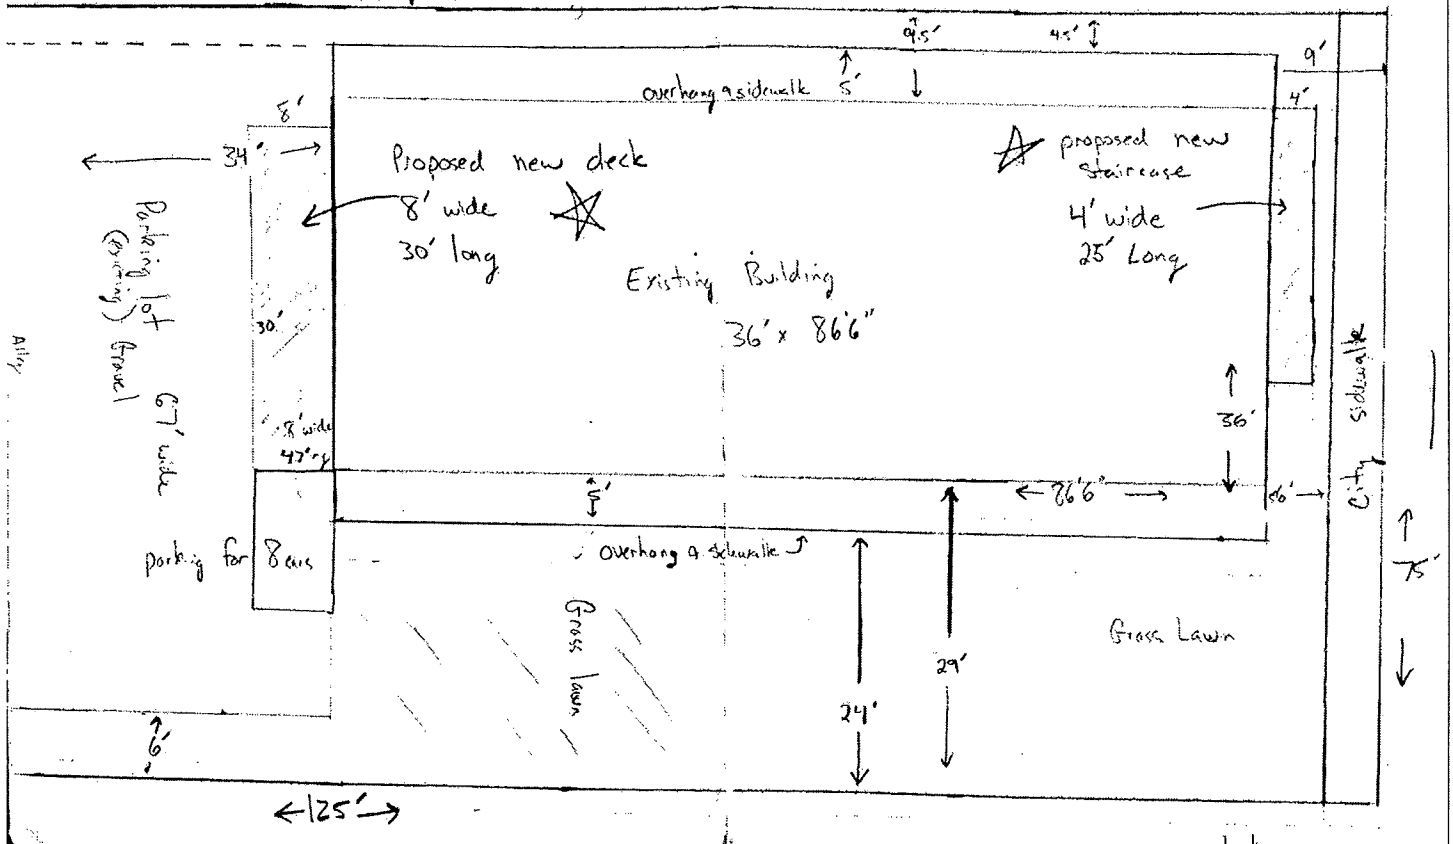 9.5'
4.5'
9'
overhang & sidewalk
5'
4'
8'
34'
Proposed new deck
8' wide
30' long
proposed new
staircase
4' wide
25' Long
Existing Building
36' x 86'6"
Parking lot
(existing) Gravel
67' wide
Alley
30'
8' wide
36'
City sidewalk
86'6"
6'
75'
parking for 8 cars
overhang & sidewalk
Grass lawn
Grass Lawn
29'
24'
6'
125'